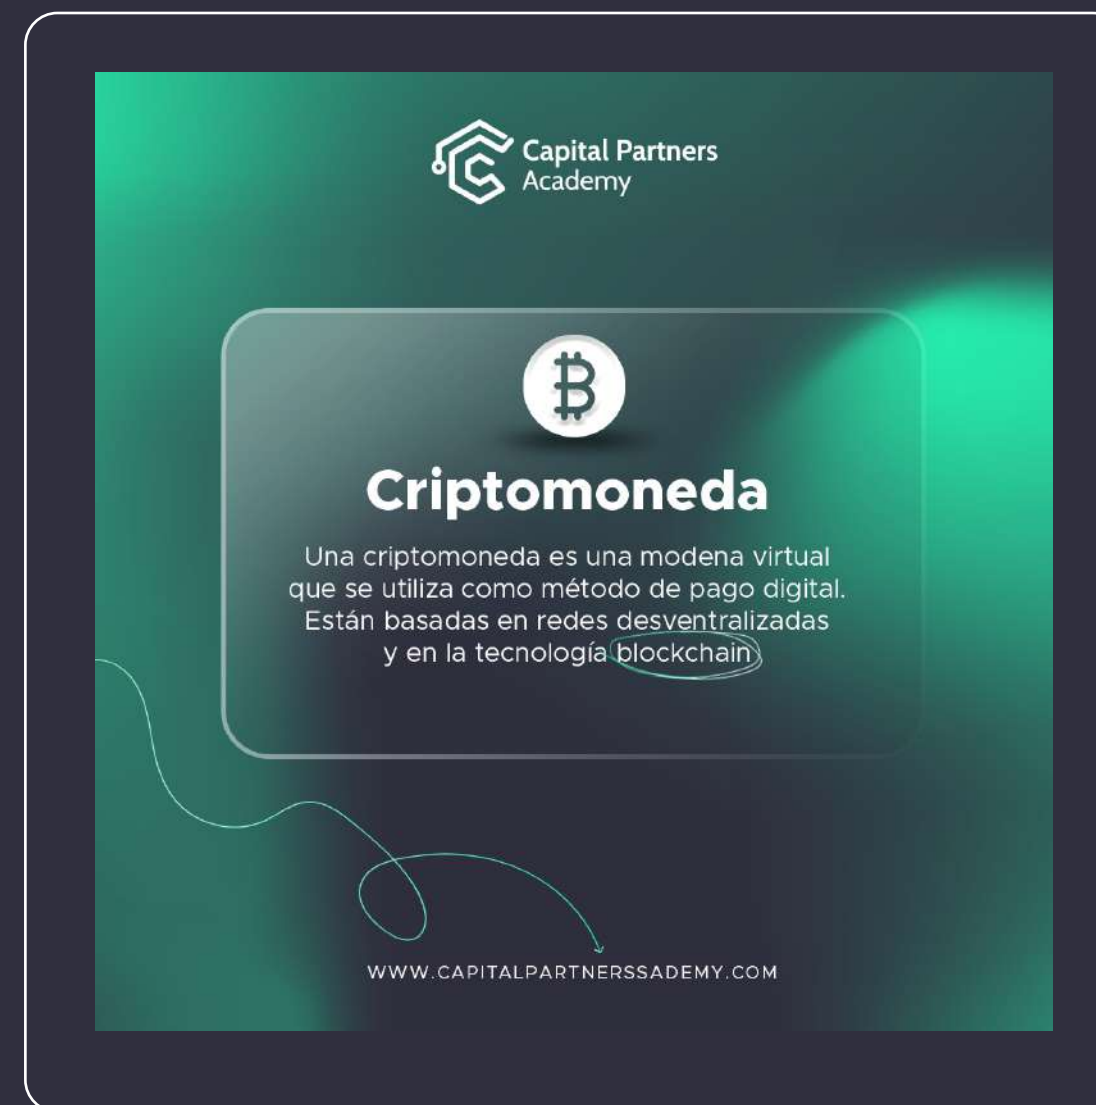 Capital Partners
Academy
Criptomoneda
Una criptomoneda es una modena virtual
que se utiliza como método de pago digital.
Están basadas en redes desventralizadas
y en la tecnología blockchain
WWW.CAPITALPARTNERSSADEMY.COM